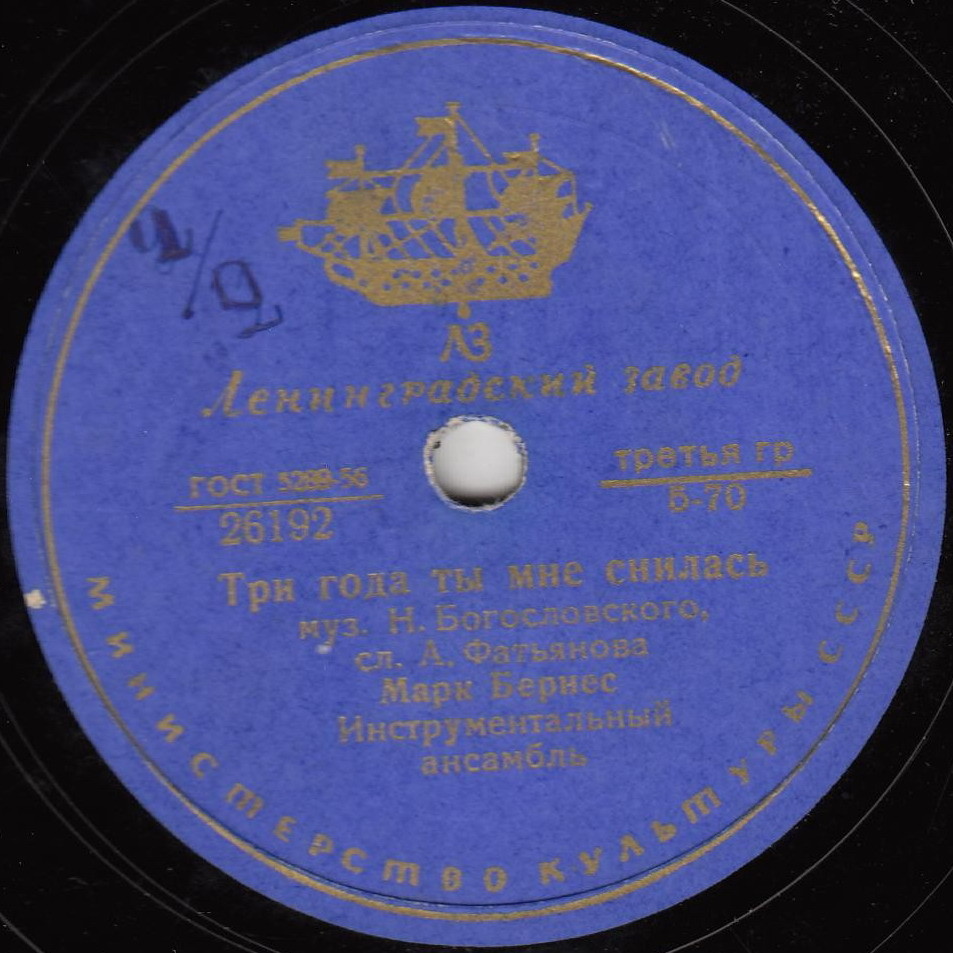 ЛЗ
Ленинградский завод
ГОСТ 5289-56
26192
третья гр
Б-70
Три года ты мне снилась
муз. Н. Богословского,
сл. А. Фатьянова
Марк Бернес
Инструментальный
ансамбль
МИНИСТЕРСТВО КУЛЬТУРЫ СССР